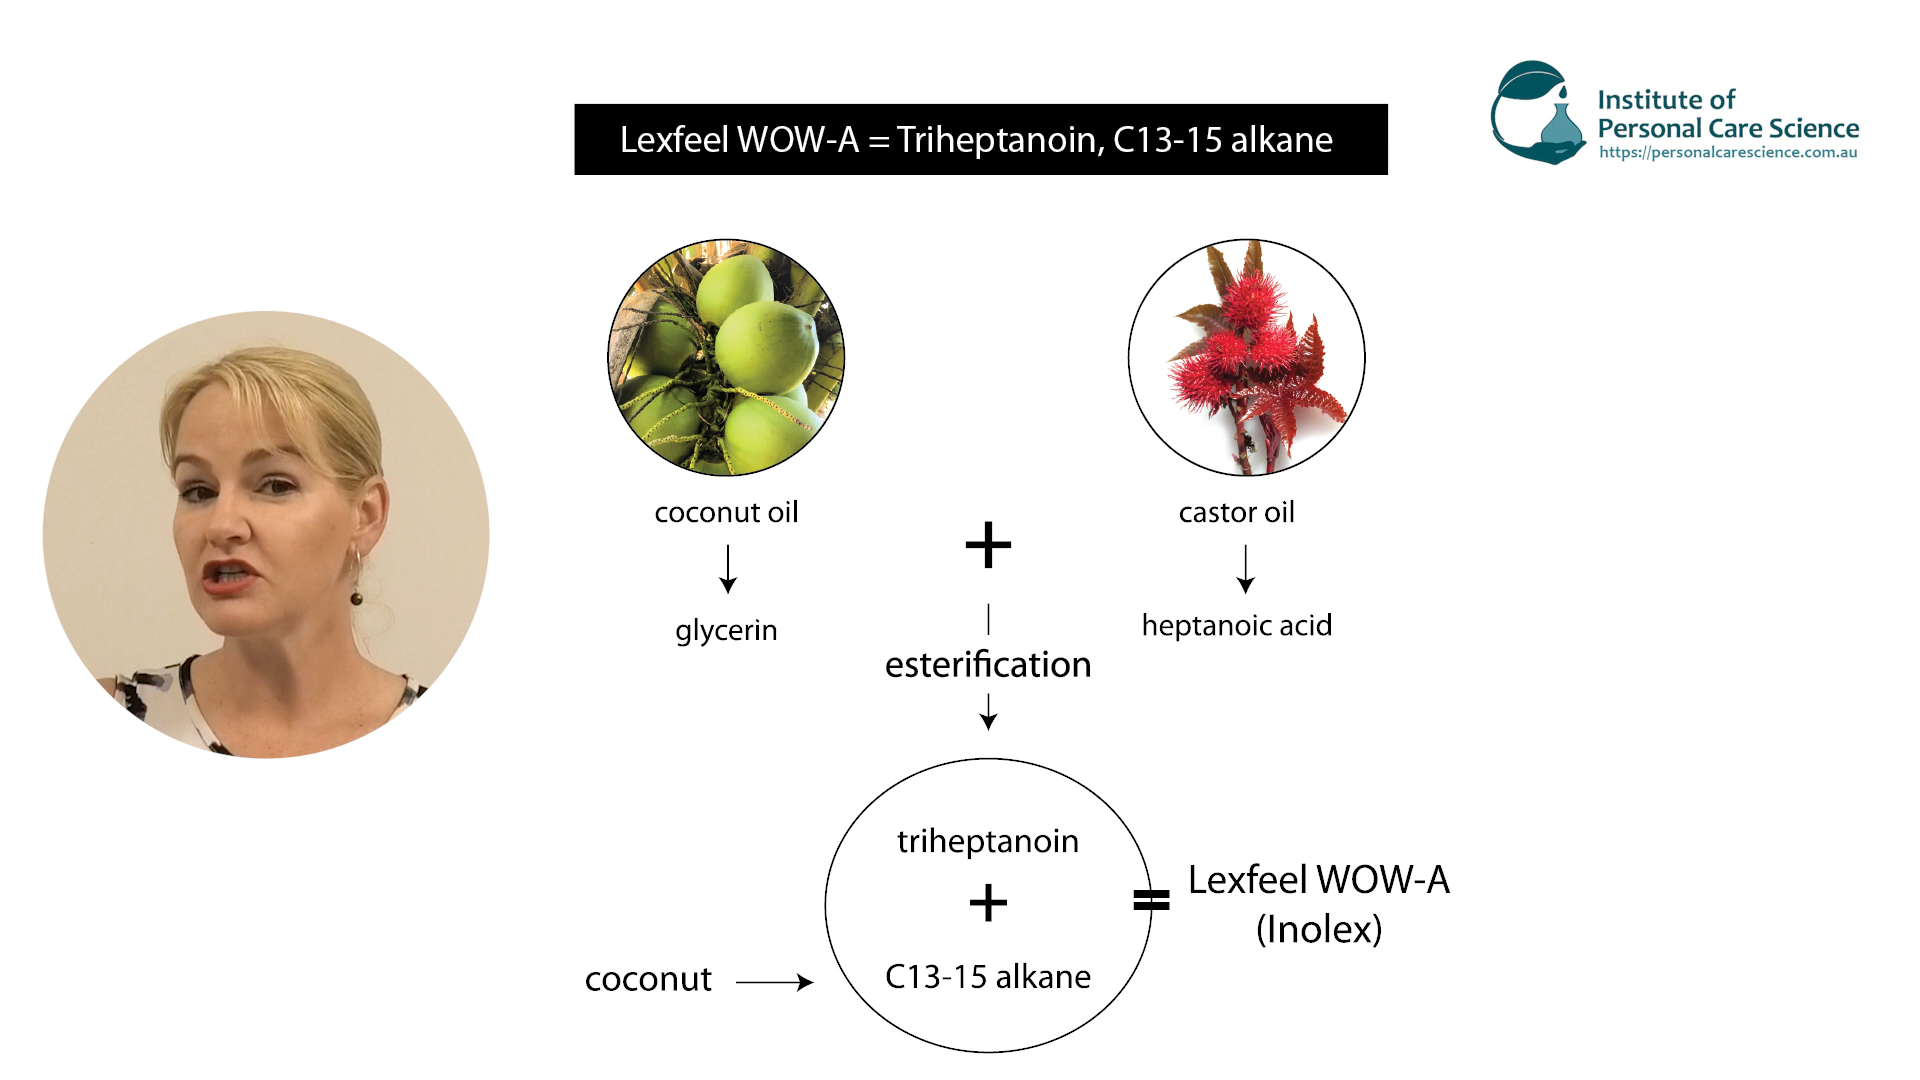 Lexfeel WOW-A = Triheptanoin, C13-15 alkane
Institute of
Personal Care Science
https://personalcarescience.com.au
coconut oil
castor oil
+
glycerin
heptanoic acid
esterification
triheptanoin
+
C13-15 alkane
coconut
=
Lexfeel WOW-A
(Inolex)